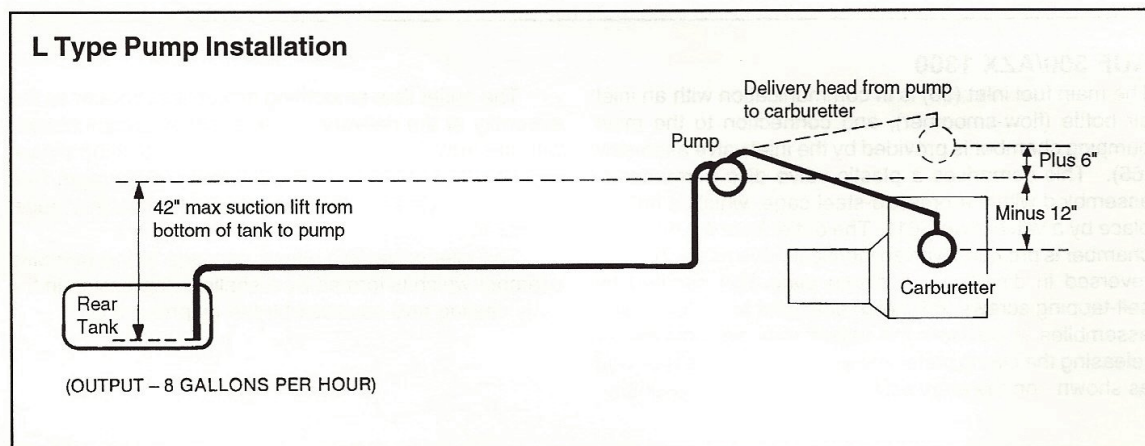 L Type Pump Installation
Delivery head from pump
to carburetter
Pump
Plus 6"
42" max suction lift from
bottom of tank to pump
Minus 12"
Rear
Tank
Carburetter
(OUTPUT – 8 GALLONS PER HOUR)